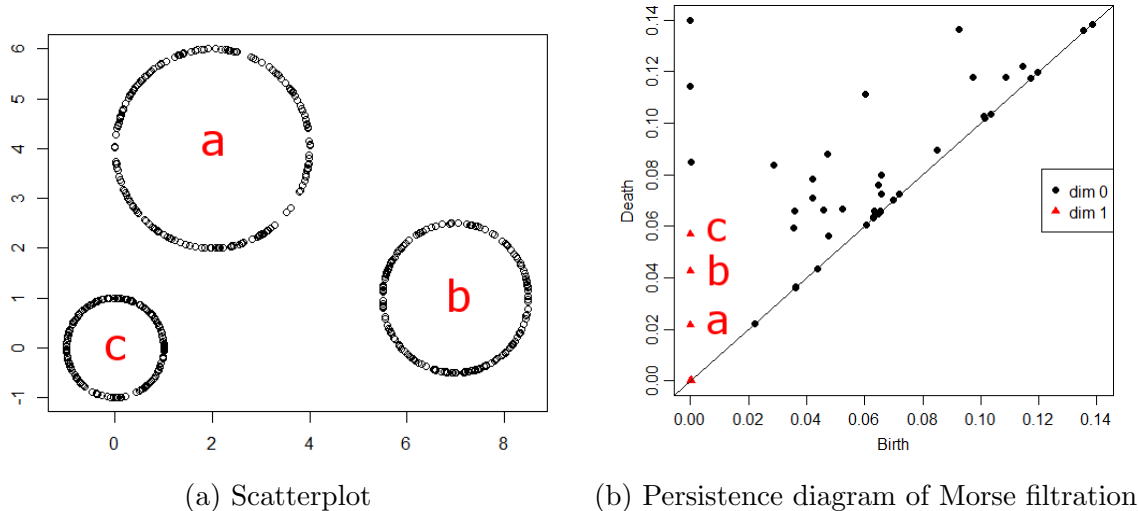 6
5
4
3
2
1
0
-1
0
2
4
6
8
a
b
c
(a) Scatterplot
0.14
0.12
0.10
0.08
0.06
0.04
0.02
0.00
Death
0.00
0.02
0.04
0.06
0.08
0.10
0.12
0.14
Birth
dim 0
dim 1
c
b
a
(b) Persistence diagram of Morse filtration